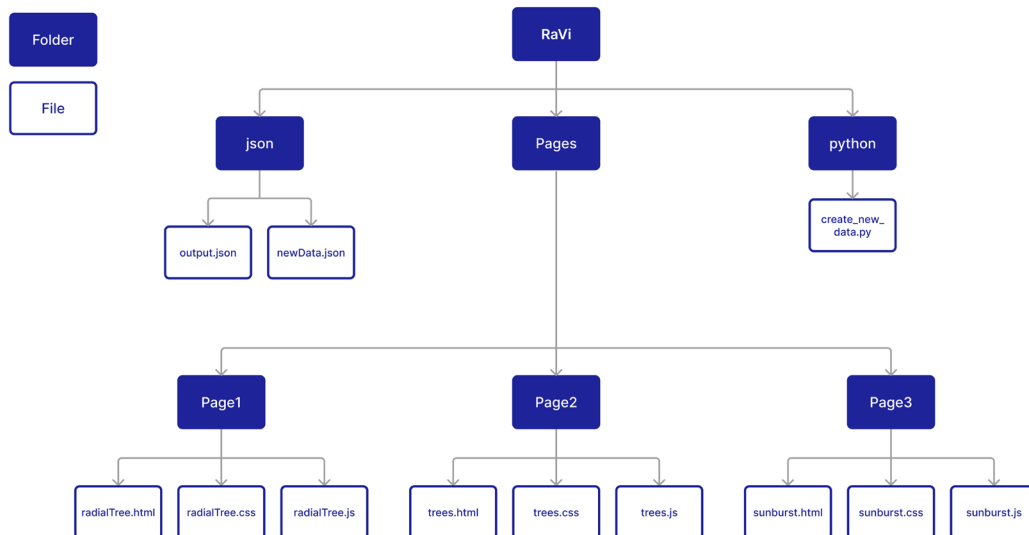 Folder
RaVi
File
json
Pages
python
output.json
newData.json
create_new_
data.py
Page1
Page2
Page3
radialTree.html
radialTree.css
radialTree.js
trees.html
trees.css
trees.js
sunburst.html
sunburst.css
sunburst.js